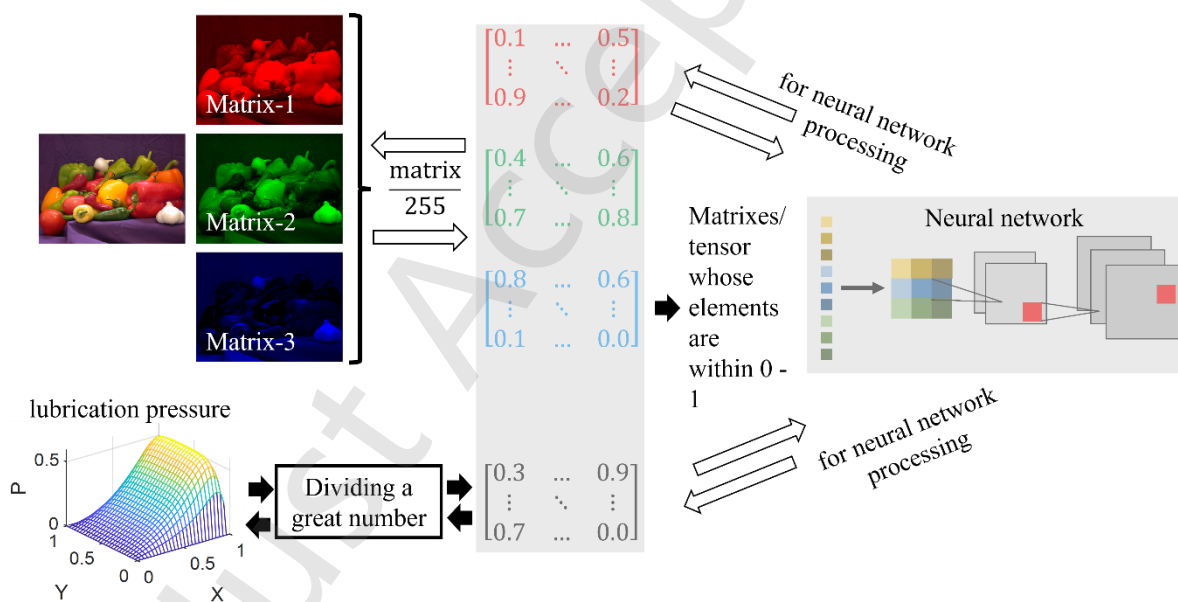 Matrix-1
Matrix-2
Matrix-3
matrix
255
[0.1 … 0.5
⋮ ⋱ ⋮
0.9 … 0.2]
[0.4 … 0.6
⋮ ⋱ ⋮
0.7 … 0.8]
[0.8 … 0.6
⋮ ⋱ ⋮
0.1 … 0.0]
[0.3 … 0.9
⋮ ⋱ ⋮
0.7 … 0.0]
for neural network
processing
Matrixes/
tensor
whose
elements
are
within 0 -
1
Neural network
for neural network
processing
lubrication pressure
0.5
0
P
1
0.5
0
Y
0
0.5
1
X
Dividing a
great number
Just Accep